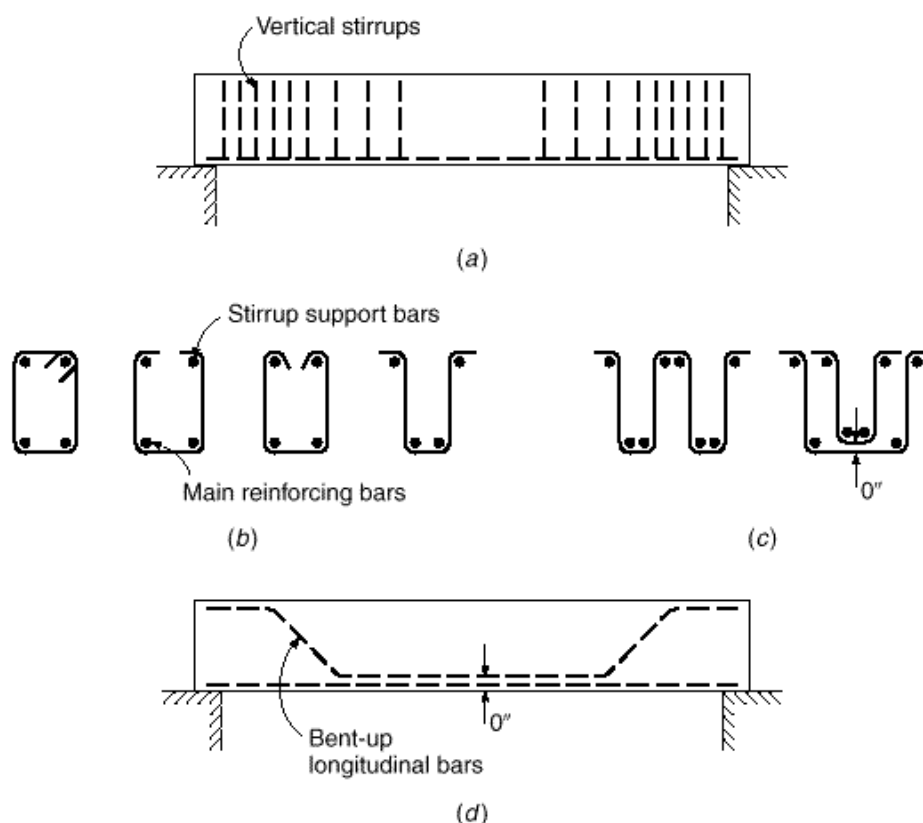 Vertical stirrups
(a)
Stirrup support bars
Main reinforcing bars
0″
(b)
(c)
0″
Bent-up
longitudinal bars
(d)